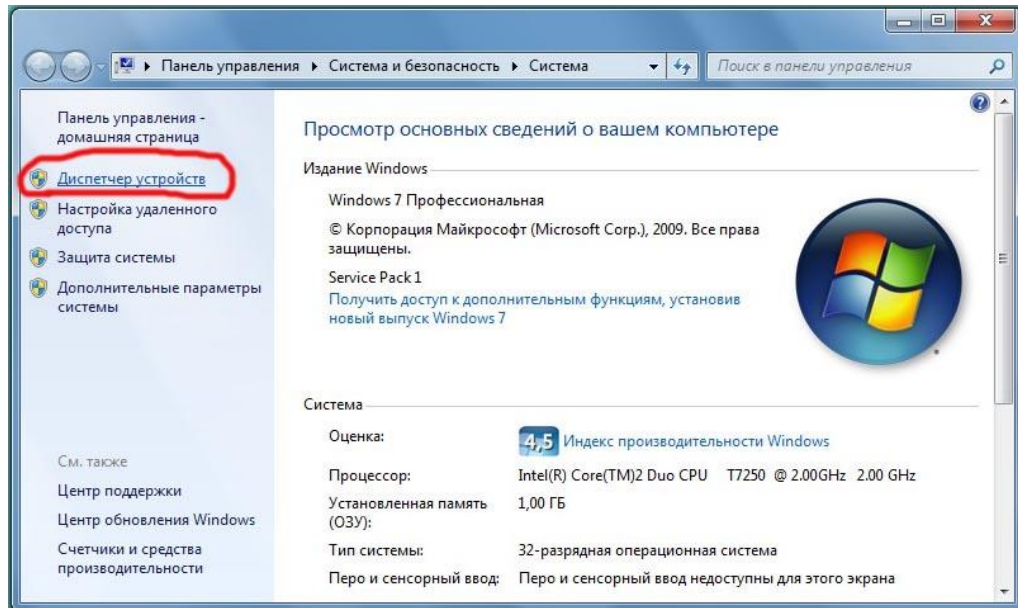 Панель управления
Система и безопасность
Система
Поиск в панели управления
Панель управления -
домашняя страница
Диспетчер устройств
Настройка удаленного
доступа
Защита системы
Дополнительные параметры
системы
См. также
Центр поддержки
Центр обновления Windows
Счетчики и средства
производительности
Просмотр основных сведений о вашем компьютере
Издание Windows
Windows 7 Профессиональная
© Корпорация Майкрософт (Microsoft Corp.), 2009. Все права
защищены.
Service Pack 1
Получить доступ к дополнительным функциям, установив
новый выпуск Windows 7
Система
Оценка:
4,5 Индекс производительности Windows
Процессор:
Intel(R) Core(TM)2 Duo CPU T7250 @ 2.00GHz 2.00 GHz
Установленная память
(ОЗУ):
1,00 ГБ
Тип системы:
32-разрядная операционная система
Перо и сенсорный ввод:
Перо и сенсорный ввод недоступны для этого экрана